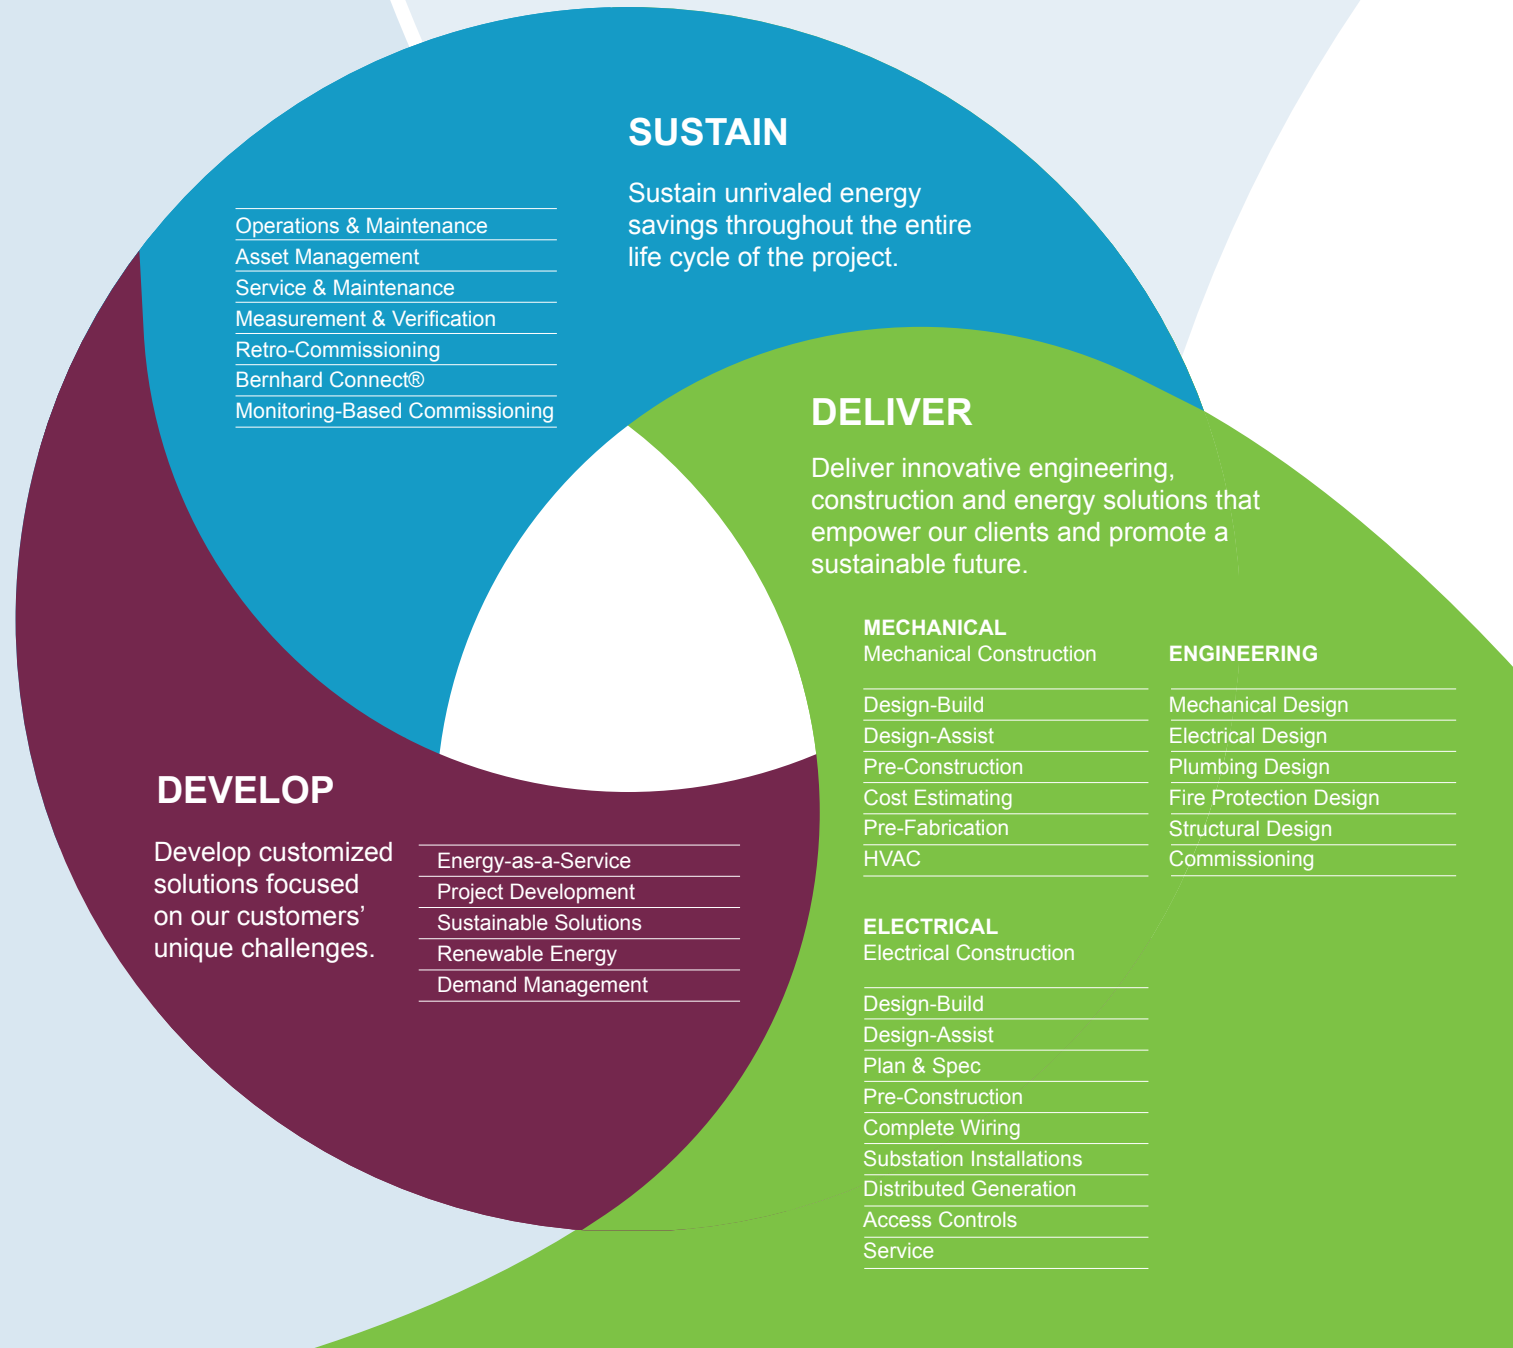 SUSTAIN
Sustain unrivaled energy
savings throughout the entire
life cycle of the project.
Operations & Maintenance
Asset Management
Service & Maintenance
Measurement & Verification
Retro-Commissioning
Bernhard Connect®
Monitoring-Based Commissioning
DELIVER
Deliver innovative engineering,
construction and energy solutions that
empower our clients and promote a
sustainable future.
MECHANICAL
Mechanical Construction
Design-Build
Design-Assist
Pre-Construction
Cost Estimating
Pre-Fabrication
HVAC
ENGINEERING
Mechanical Design
Electrical Design
Plumbing Design
Fire Protection Design
Structural Design
Commissioning
ELECTRICAL
Electrical Construction
Design-Build
Design-Assist
Plan & Spec
Pre-Construction
Complete Wiring
Substation Installations
Distributed Generation
Access Controls
Service
DEVELOP
Develop customized
solutions focused
on our customers’
unique challenges.
Energy-as-a-Service
Project Development
Sustainable Solutions
Renewable Energy
Demand Management